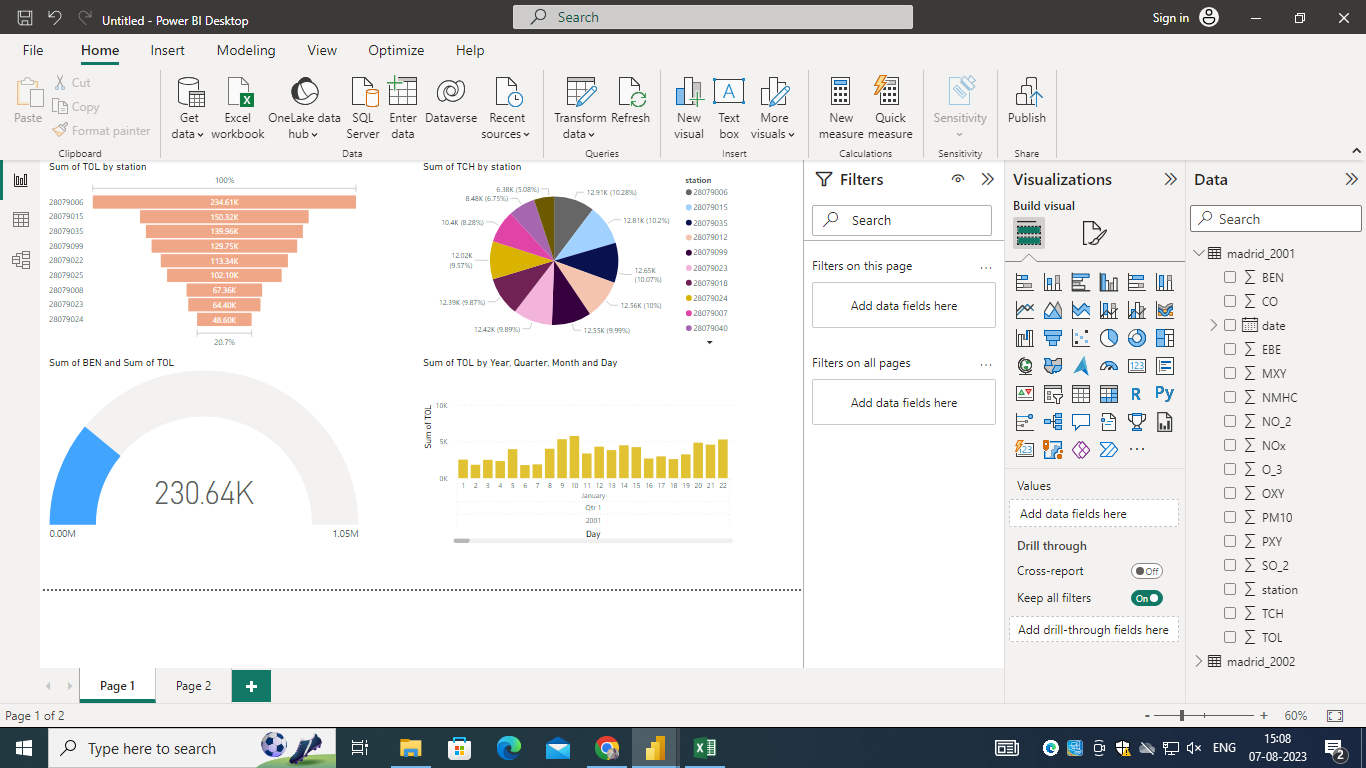 Untitled - Power BI Desktop
Search
Sign in
File Home Insert Modeling View Optimize Help
Paste
Cut
Copy
Format painter
Clipboard
Get data
Excel workbook
OneLake data hub
SQL Server
Enter data
Dataverse
Recent sources
Data
Transform data
Refresh
Queries
New visual
Text box
More visuals
Insert
New measure
Quick measure
Calculations
Sensitivity
Sensitivity
Publish
Share
Sum of TOL by station
100%
28079006 234.61K
28079015 150.32K
28079035 139.96K
28079099 129.75K
28079022 113.34K
28079025 102.10K
28079008 67.36K
28079023 64.40K
28079024 48.60K
20.7%
Sum of TCH by station
6.38K (5.08%)
8.48K (6.75%)
10.4K (8.28%)
12.02K (9.57%)
12.39K (9.87%)
12.42K (9.89%)
12.91K (10.28%)
12.81K (10.2%)
12.65K (10.07%)
12.56K (10%)
12.55K (9.99%)
station
28079006
28079015
28079035
28079012
28079099
28079023
28079018
28079024
28079007
28079040
Sum of BEN and Sum of TOL
230.64K
0.00M 1.05M
Sum of TOL by Year, Quarter, Month and Day
Sum of TOL
10K
5K
0K
1 2 3 4 5 6 7 8 9 10 11 12 13 14 15 16 17 18 19 20 21 22
January
Qtr 1
2001
Day
Filters
Search
Filters on this page ...
Add data fields here
Filters on all pages ...
Add data fields here
Visualizations
Build visual
123
R
Py
123
...
Values
Add data fields here
Drill through
Cross-report Off
Keep all filters On
Add drill-through fields here
Data
Search
madrid_2001
BEN
CO
date
EBE
MXY
NMHC
NO_2
NOx
O_3
OXY
PM10
PXY
SO_2
station
TCH
TOL
madrid_2002
Page 1 Page 2 +
Page 1 of 2
- + 60%
Type here to search
ENG
15:08
07-08-2023
2